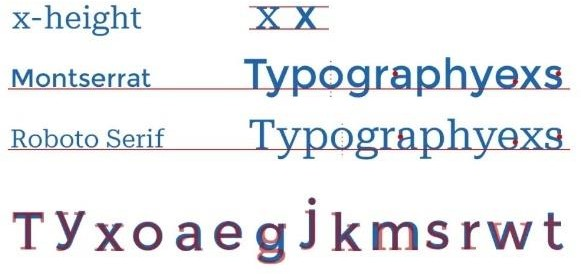 x-height x x
Montserrat Typographyexs
Roboto Serif Typographyexs
Tyxoaegjkmsrwt